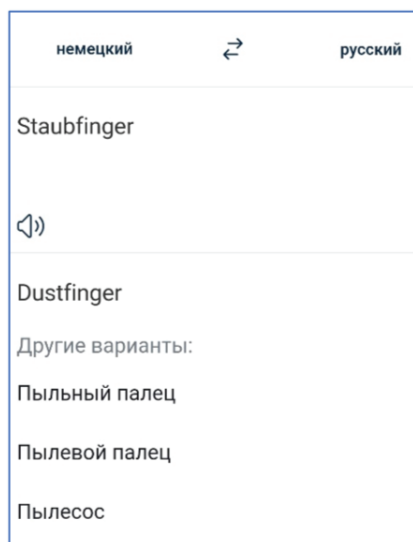 немецкий русский
Staubfinger
Dustfinger
Другие варианты:
Пыльный палец
Пылевой палец
Пылесос